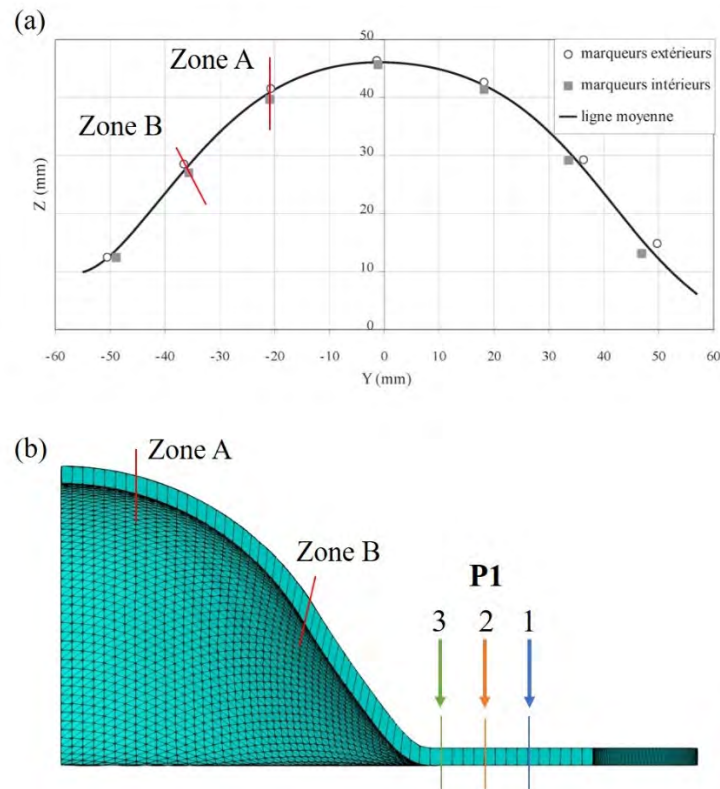 (a)
50
40
30
20
10
0
Z (mm)
-60 -50 -40 -30 -20 -10 0 10 20 30 40 50 60
Y (mm)
Zone A
Zone B
marqueurs extérieurs
marqueurs intérieurs
ligne moyenne
(b)
Zone A
Zone B
P1
3 2 1